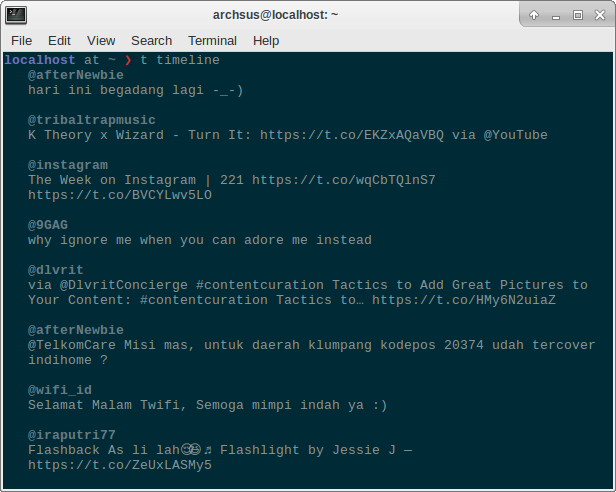 archsus@localhost: ~
File Edit View Search Terminal Help
localhost at ~ ❯ t timeline
@afterNewbie
hari ini begadang lagi -_-)
@tribaltrapmusic
K Theory x Wizard - Turn It: https://t.co/EKZxAQaVBQ via @YouTube
@instagram
The Week on Instagram | 221 https://t.co/wqCbTQlnS7
https://t.co/BVCYLwv5LO
@9GAG
why ignore me when you can adore me instead
@dlvrit
via @DlvritConcierge #contentcuration Tactics to Add Great Pictures to
Your Content: #contentcuration Tactics to… https://t.co/HMy6N2uiaZ
@afterNewbie
@TelkomCare Misi mas, untuk daerah klumpang kodepos 20374 udah tercover
indihome ?
@wifi_id
Selamat Malam Twifi, Semoga mimpi indah ya :)
@iraputri77
Flashback As li lah😪😆♬ Flashlight by Jessie J —
https://t.co/ZeUxLASMy5